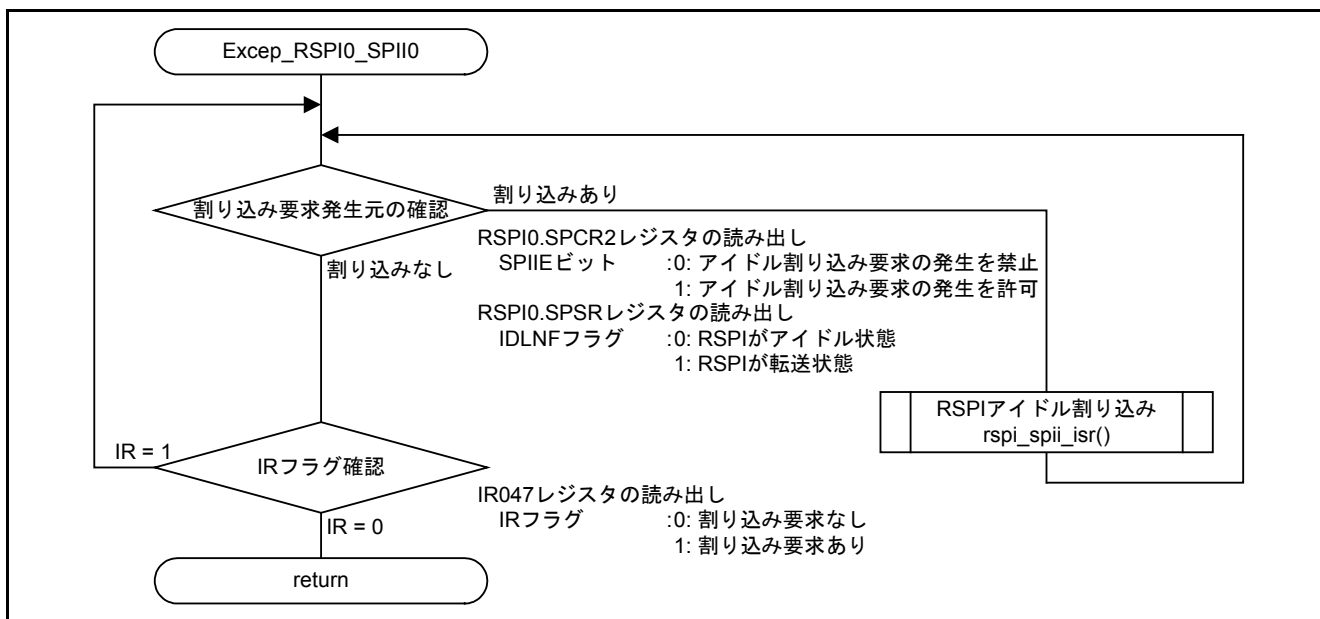 Excep_RSPI0_SPII0
割り込み要求発生元の確認
割り込みあり
割り込みなし
RSPI0.SPCR2レジスタの読み出し
SPIIEビット :0: アイドル割り込み要求の発生を禁止
1: アイドル割り込み要求の発生を許可
RSPI0.SPSRレジスタの読み出し
IDLNFフラグ :0: RSPIがアイドル状態
1: RSPIが転送状態
RSPIアイドル割り込み
rspi_spii_isr()
IR = 1
IRフラグ確認
IR047レジスタの読み出し
IRフラグ :0: 割り込み要求なし
1: 割り込み要求あり
IR = 0
return